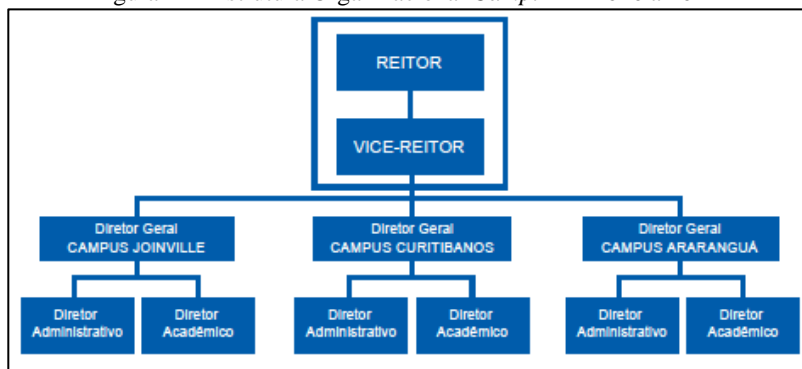 REITOR
VICE-REITOR
Diretor Geral
CAMPUS JOINVILLE
Diretor Geral
CAMPUS CURITIBANOS
Diretor Geral
CAMPUS ARARANGUÁ
Diretor
Administrativo
Diretor
Acadêmico
Diretor
Administrativo
Diretor
Acadêmico
Diretor
Administrativo
Diretor
Acadêmico